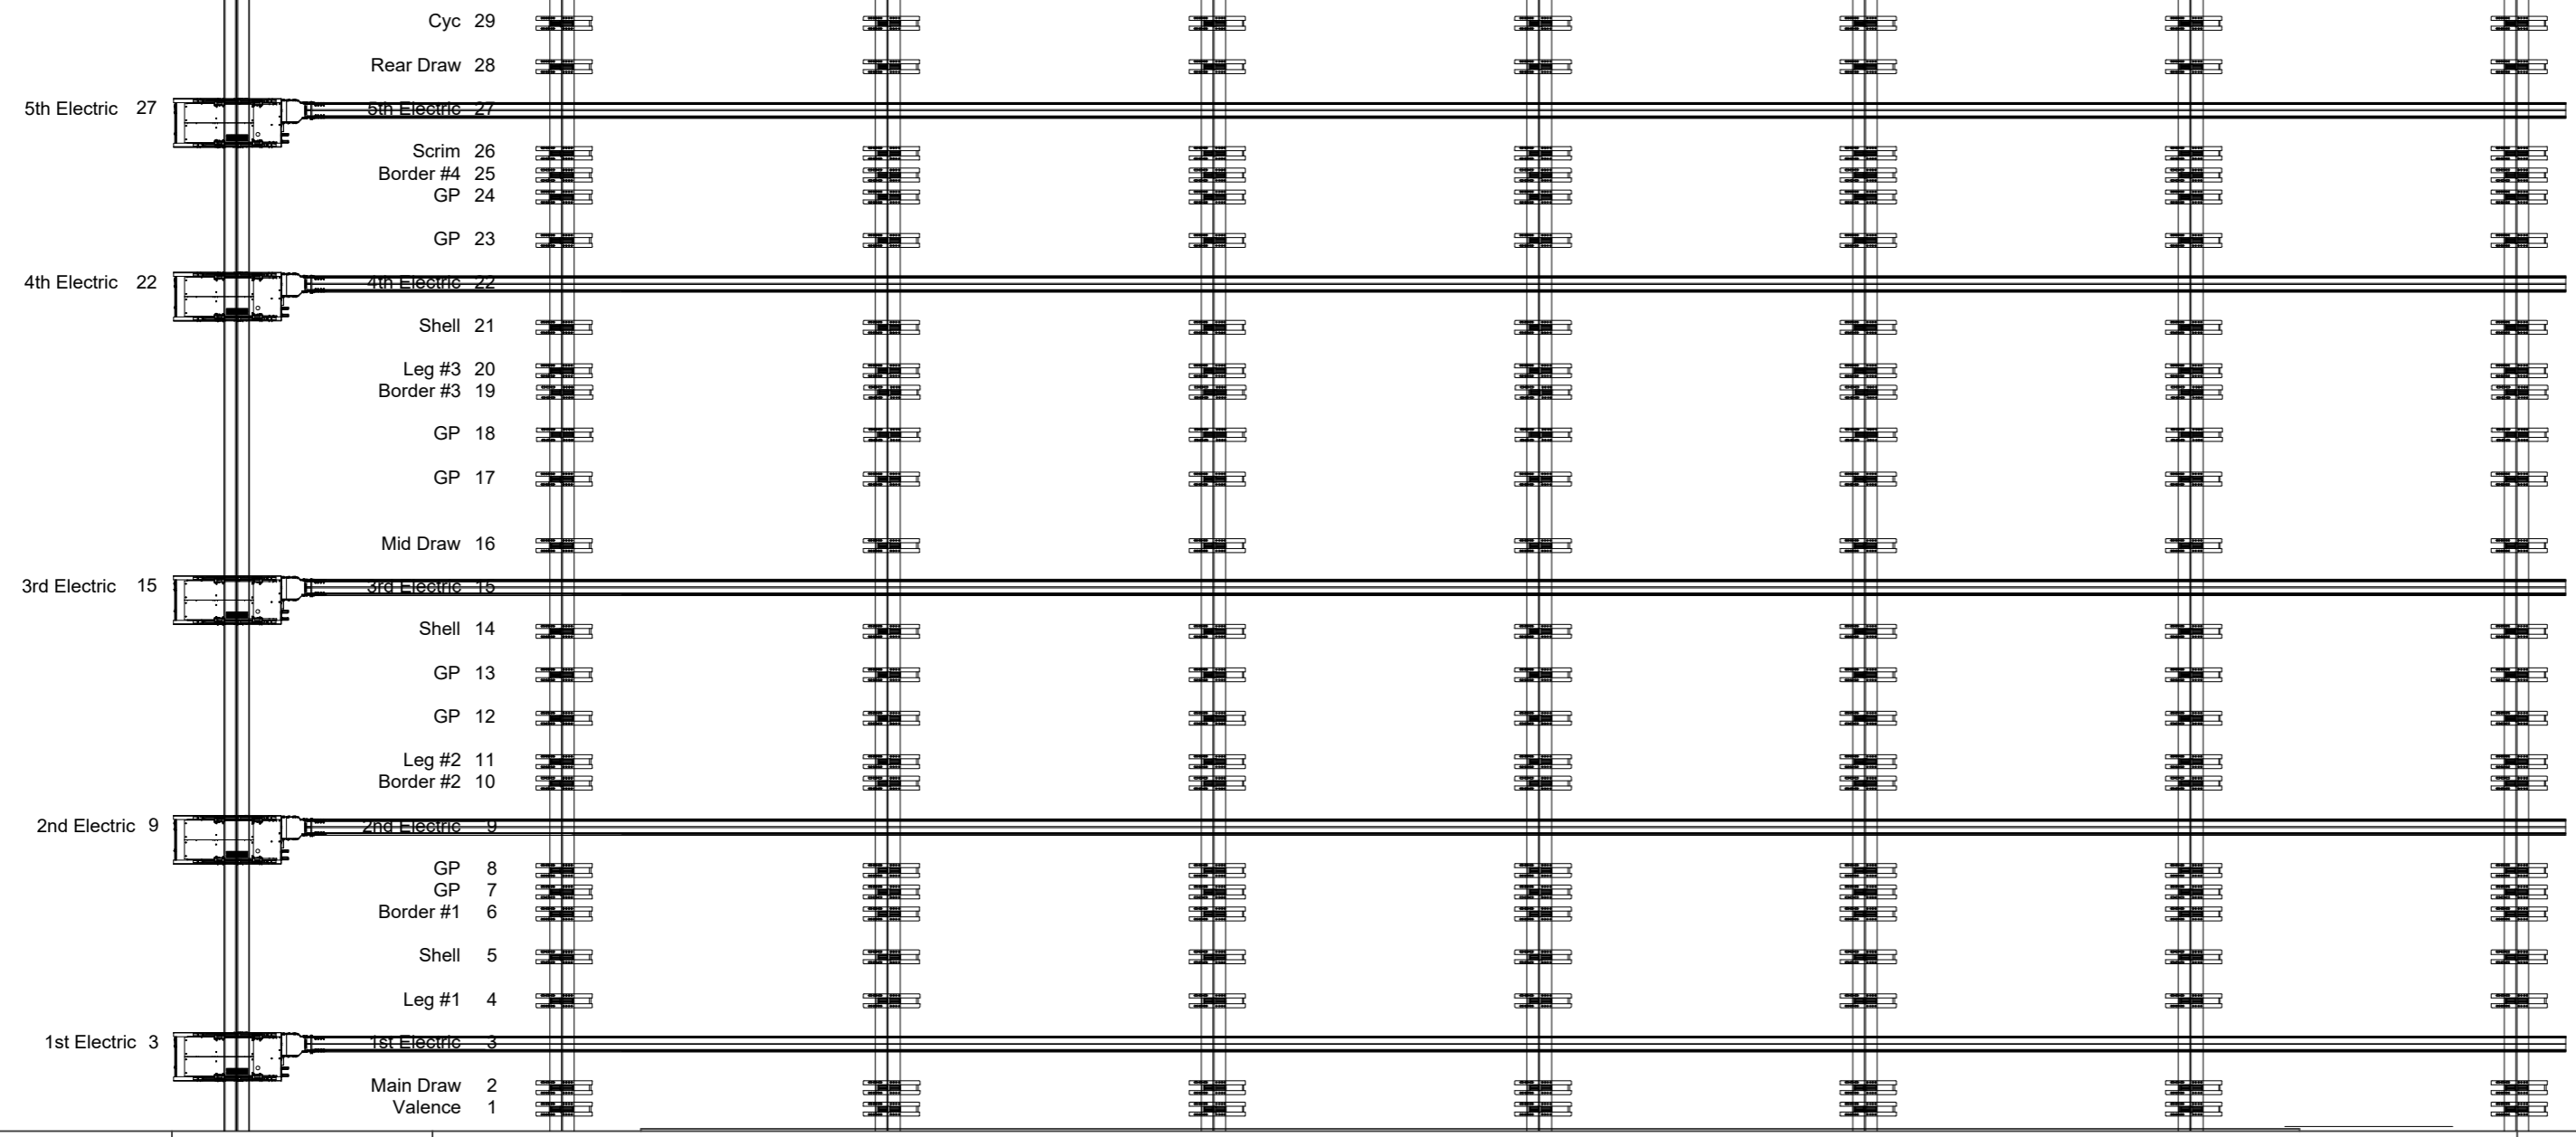 Cyc 29
Rear Draw 28
5th Electric 27 5th Electric 27
Scrim 26
Border #4 25
GP 24
GP 23
4th Electric 22 4th Electric 22
Shell 21
Leg #3 20
Border #3 19
GP 18
GP 17
Mid Draw 16
3rd Electric 15 3rd Electric 15
Shell 14
GP 13
GP 12
Leg #2 11
Border #2 10
2nd Electric 9 2nd Electric 9
GP 8
GP 7
Border #1 6
Shell 5
Leg #1 4
1st Electric 3 1st Electric 3
Main Draw 2
Valence 1